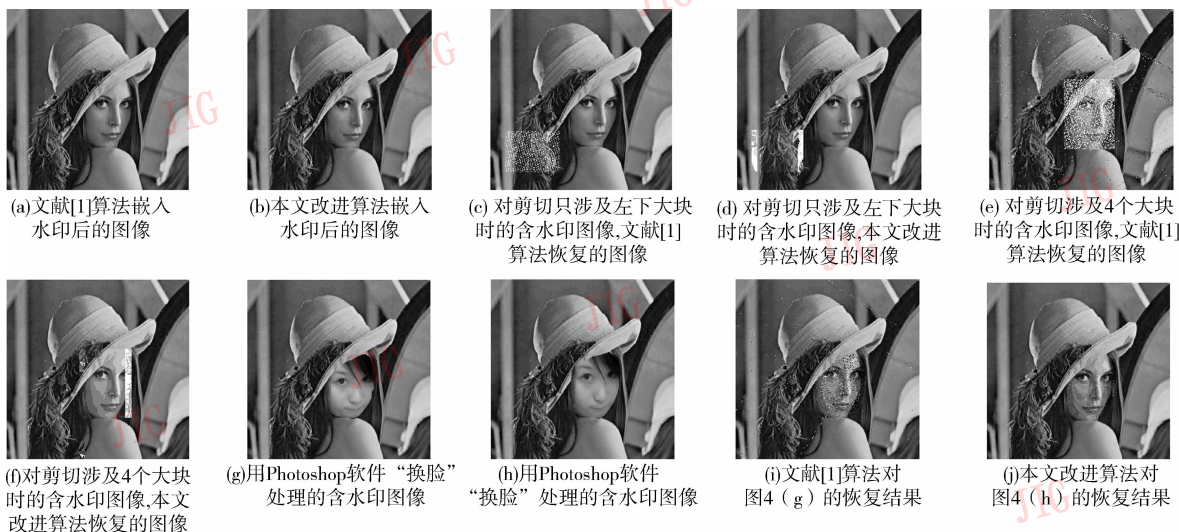 JIG
JIG
JIG
(a)文献[1]算法嵌入
水印后的图像
(b)本文改进算法嵌入
水印后的图像
(c) 对剪切只涉及左下大块
时的含水印图像,文献[1]
算法恢复的图像
(d) 对剪切只涉及左下大块
时的含水印图像,本文改进
算法恢复的图像
(e) 对剪切涉及4个大块
时的含水印图像,文献[1]
算法恢复的图像
JIG
JIG
JIG
JIG
JIG
(f)对剪切涉及4个大块
时的含水印图像,本文
改进算法恢复的图像
(g)用Photoshop软件“换脸”
处理的含水印图像
(h)用Photoshop软件
“换脸”处理的含水印图像
(i)文献[1]算法对
图4（g）的恢复结果
(j)本文改进算法对
图4（h）的恢复结果
JIG